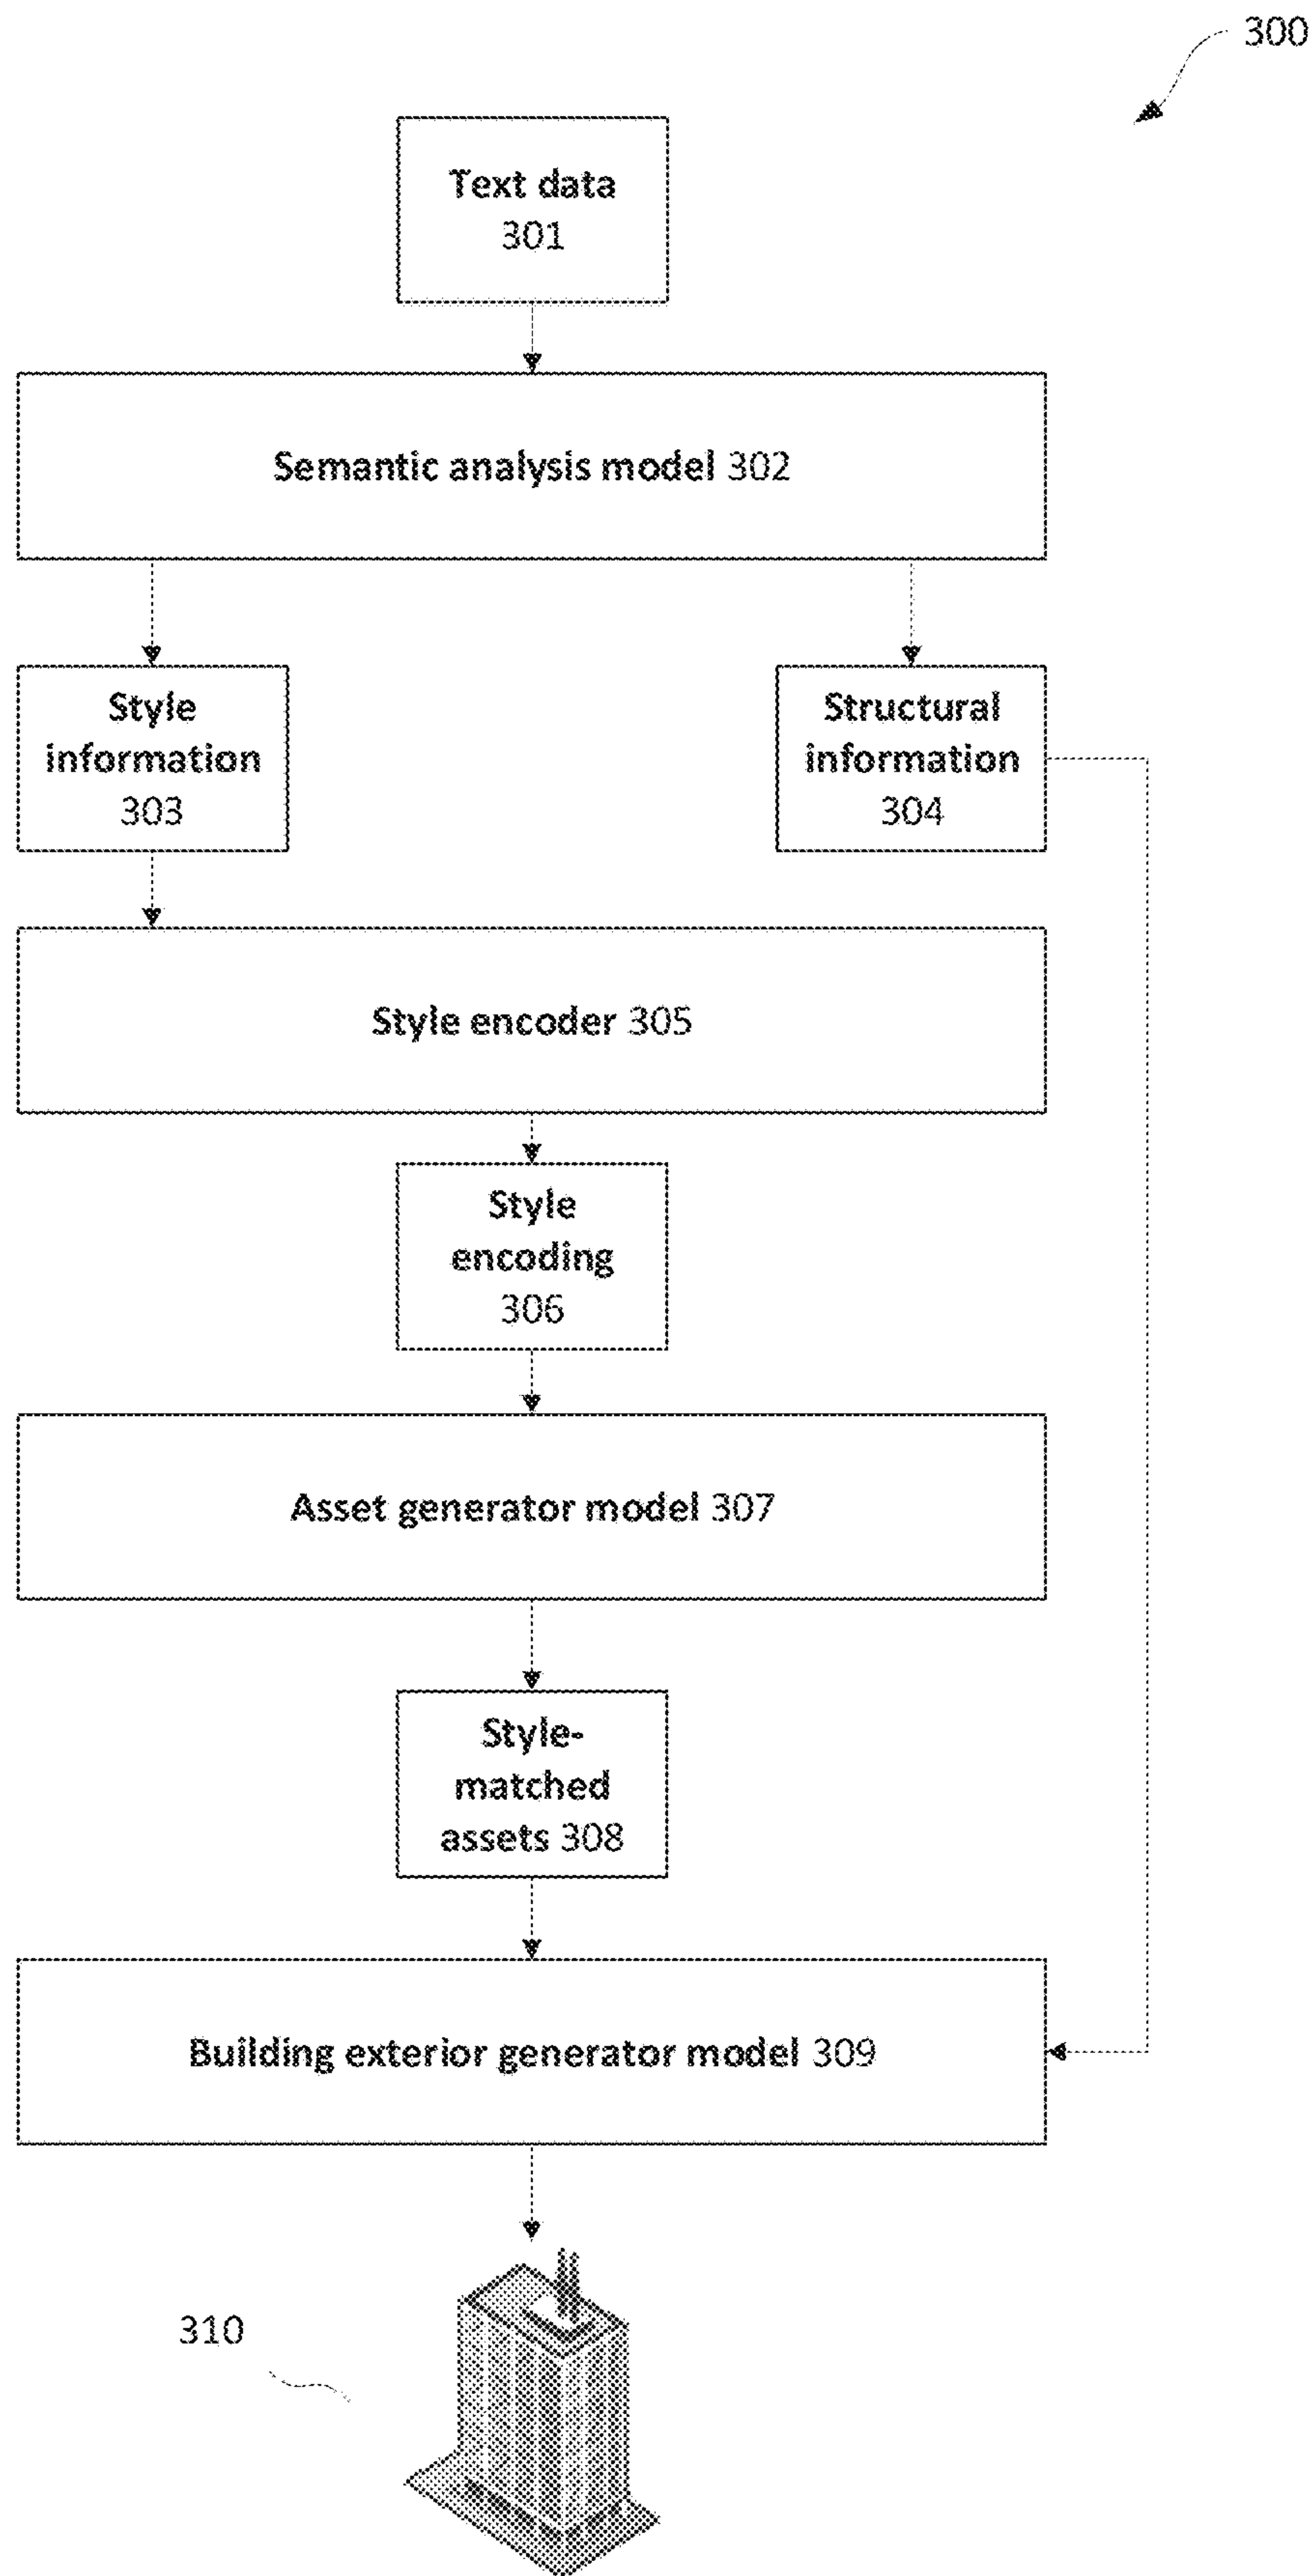 300
Text data
301
Semantic analysis model 302
Style
information
303
Structural
information
304
Style encoder 305
Style
encoding
306
Asset generator model 307
Style-
matched
assets 308
Building exterior generator model 309
310